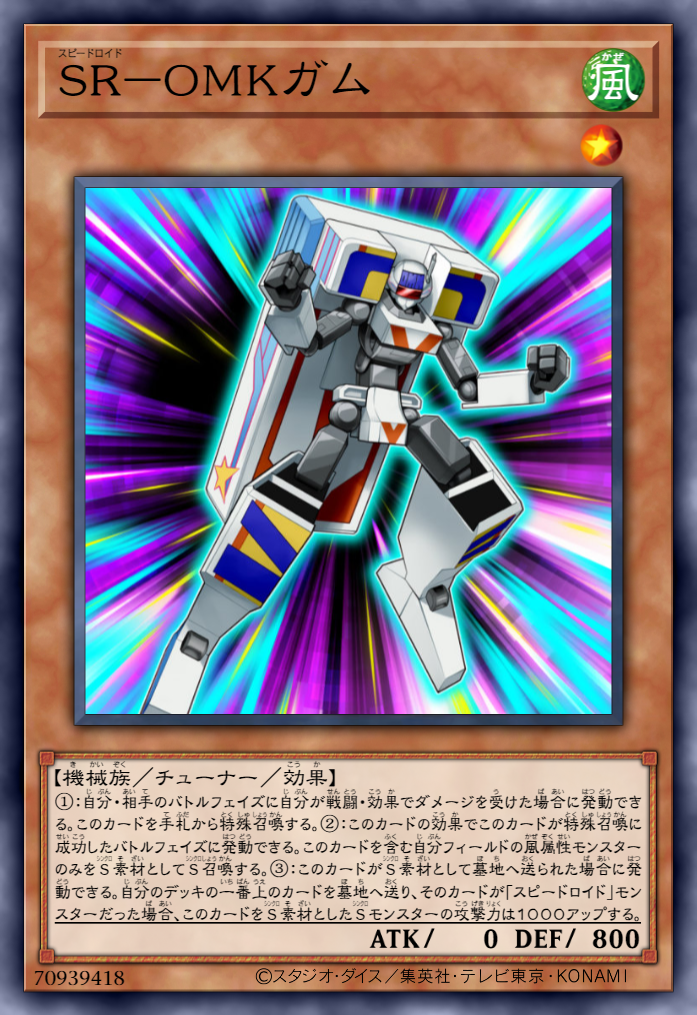 スピードロイド
SR－OMKガム
かぜ
風
【機械族／チューナー／効果】
①：自分・相手のバトルフェイズに自分が戦闘・効果でダメージを受けた場合に発動でき
る。このカードを手札から特殊召喚する。②：このカードの効果でこのカードが特殊召喚に
成功したバトルフェイズに発動できる。このカードを含む自分フィールドの風属性モンスター
のみをＳ素材としてＳ召喚する。③：このカードがＳ素材として墓地へ送られた場合に発
動できる。自分のデッキの一番上のカードを墓地へ送り、そのカードが「スピードロイド」モン
スターだった場合、このカードをＳ素材としたＳモンスターの攻撃力は1000アップする。
ATK/ 0 DEF/ 800
70939418 ©スタジオ・ダイス／集英社・テレビ東京・KONAMI